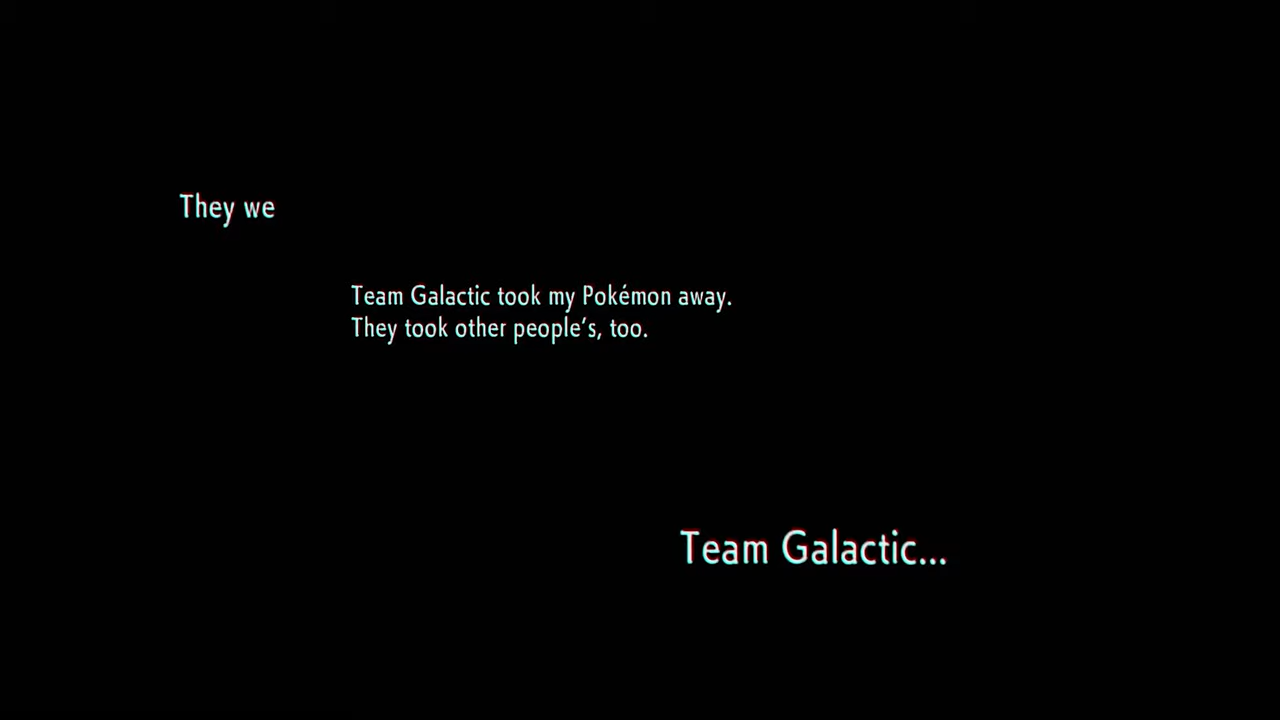 They we
Team Galactic took my Pokémon away.
They took other people’s, too.
Team Galactic...